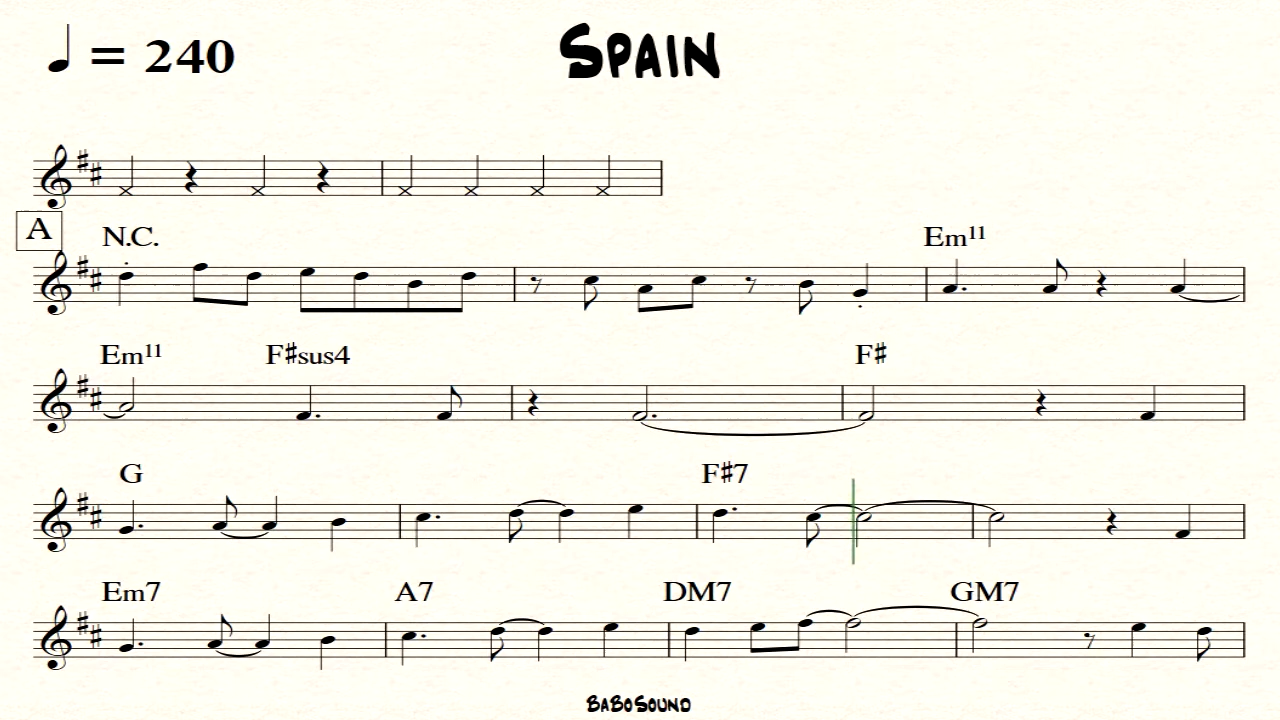 ♩ = 240
SPAIN
A
N.C. Em11
Em11 F♯sus4 F♯
G F♯7
Em7 A7 DM7 GM7
BABOSOUND